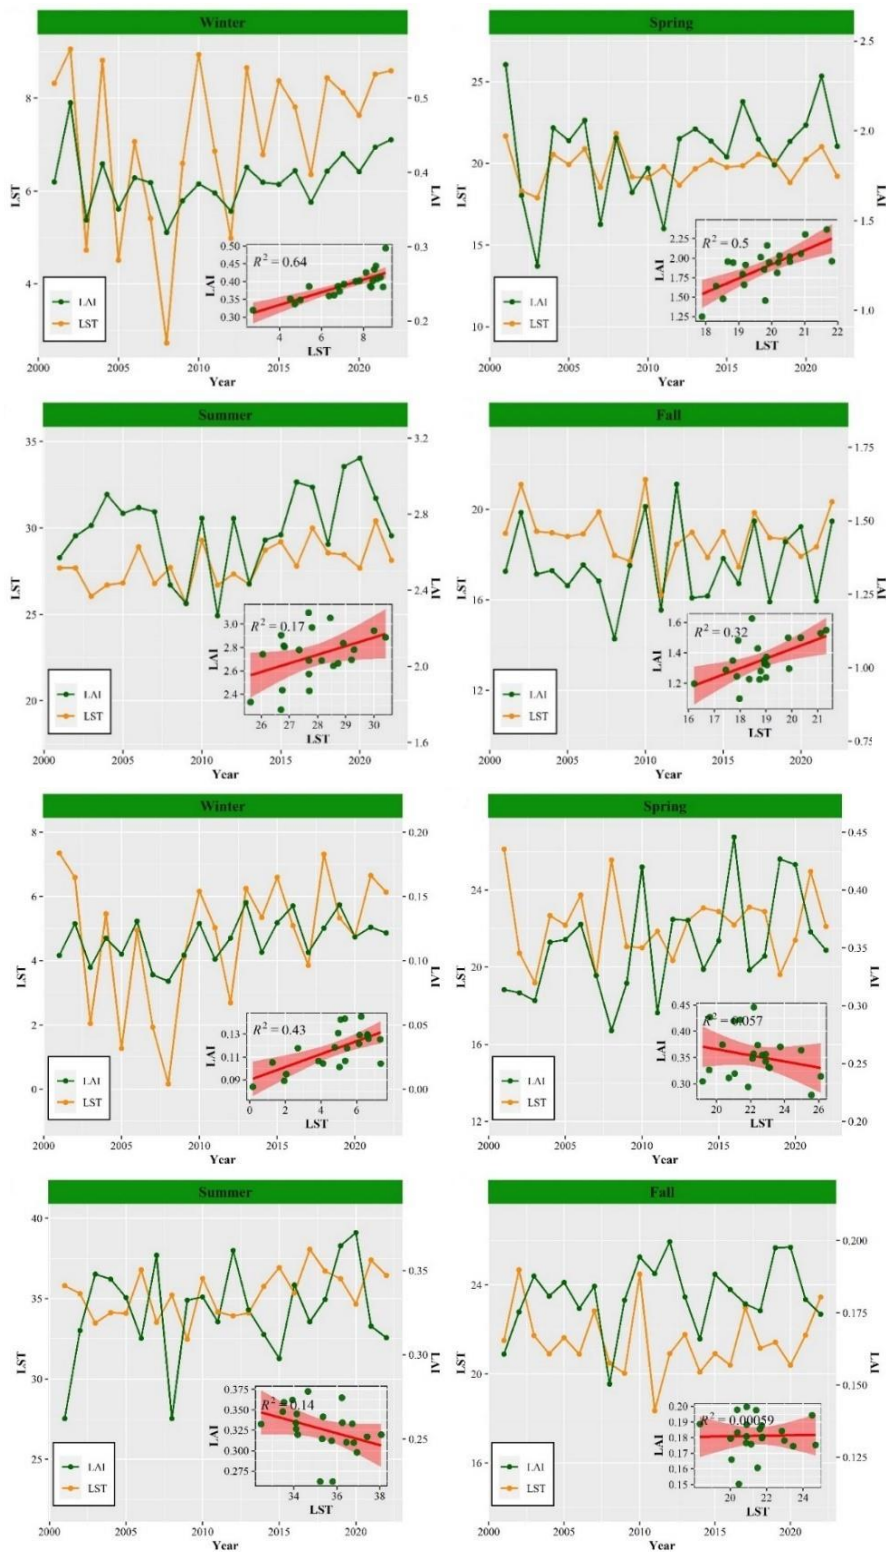 Winter
8
6
4
LST
0.5
0.4
0.3
0.2
LAI
LAI
LST
R² = 0.64
0.50
0.45
0.40
0.35
0.30
LAI
4 6 8
LST
2000 2005 2010 2015 2020
Year
Spring
25
20
15
10
LST
2.5
2.0
1.5
1.0
LAI
LAI
LST
R² = 0.5
2.25
2.00
1.75
1.50
1.25
LAI
18 19 20 21 22
LST
2000 2005 2010 2015 2020
Year
Summer
35
30
25
20
LST
3.2
2.8
2.4
2.0
1.6
LAI
LAI
LST
R² = 0.17
3.0
2.8
2.6
2.4
LAI
26 27 28 29 30
LST
2000 2005 2010 2015 2020
Year
Fall
20
16
12
LST
1.75
1.50
1.25
1.00
0.75
LAI
LAI
LST
R² = 0.32
1.6
1.4
1.2
LAI
16 17 18 19 20 21
LST
2000 2005 2010 2015 2020
Year
Winter
8
6
4
2
0
LST
0.20
0.15
0.10
0.05
0.00
LAI
LAI
LST
R² = 0.43
0.13
0.11
0.09
LAI
0 2 4 6
LST
2000 2005 2010 2015 2020
Year
Spring
24
20
16
12
LST
0.45
0.40
0.35
0.30
0.25
0.20
LAI
LAI
LST
R² = 0.057
0.45
0.40
0.35
0.30
LAI
20 22 24 26
LST
2000 2005 2010 2015 2020
Year
Summer
40
35
30
25
LST
0.35
0.30
0.25
LAI
LAI
LST
R² = 0.14
0.375
0.350
0.325
0.300
0.275
LAI
34 36 38
LST
2000 2005 2010 2015 2020
Year
Fall
24
20
16
LST
0.200
0.175
0.150
0.125
LAI
LAI
LST
R² = 0.00059
0.20
0.19
0.18
0.17
0.16
0.15
LAI
20 22 24
LST
2000 2005 2010 2015 2020
Year